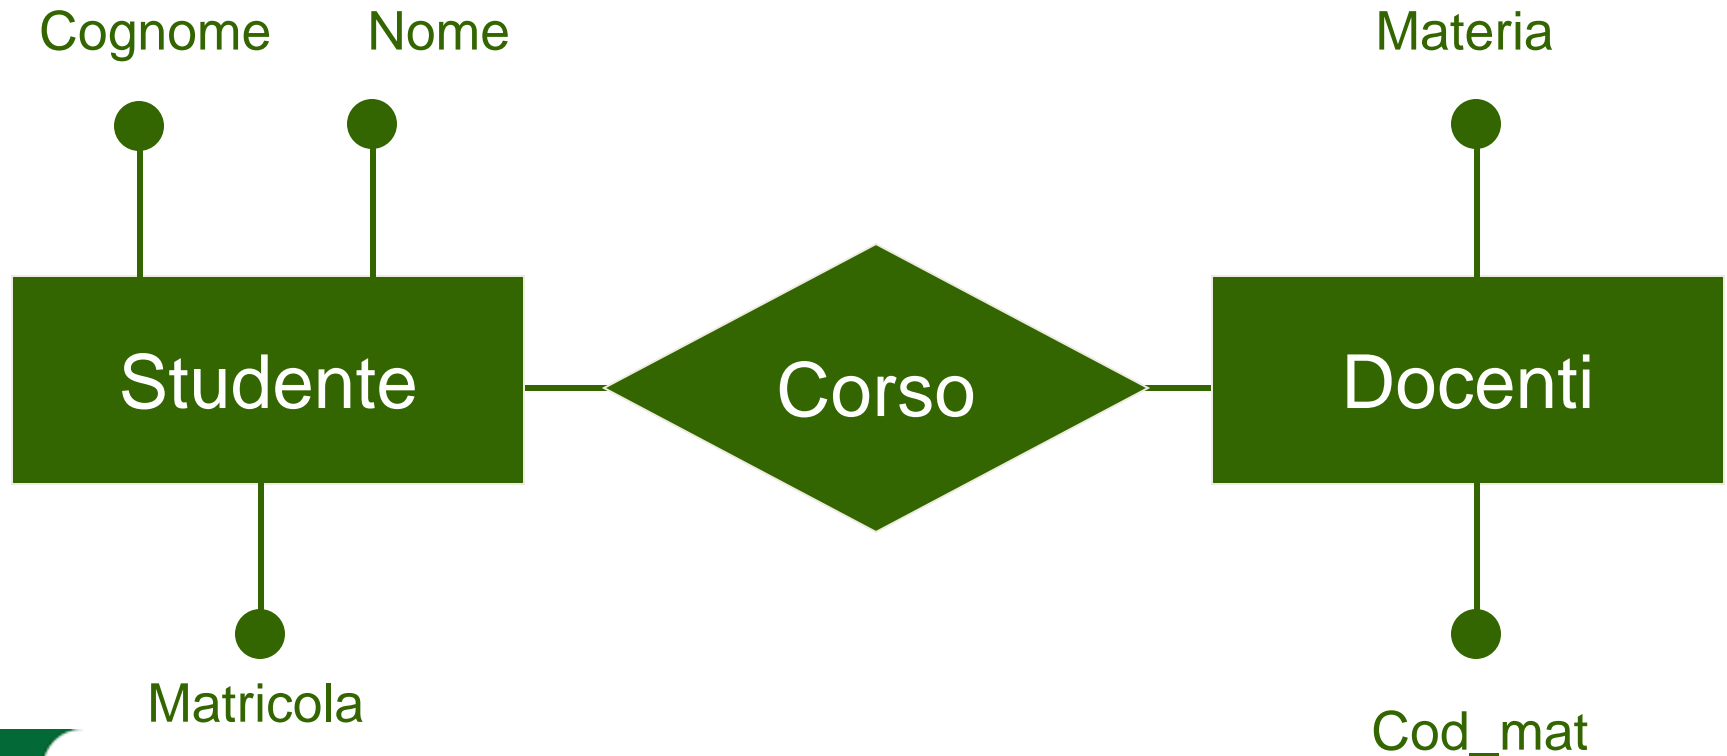 Cognome Nome
Materia
Studente
Corso
Docenti
Matricola
Cod_mat